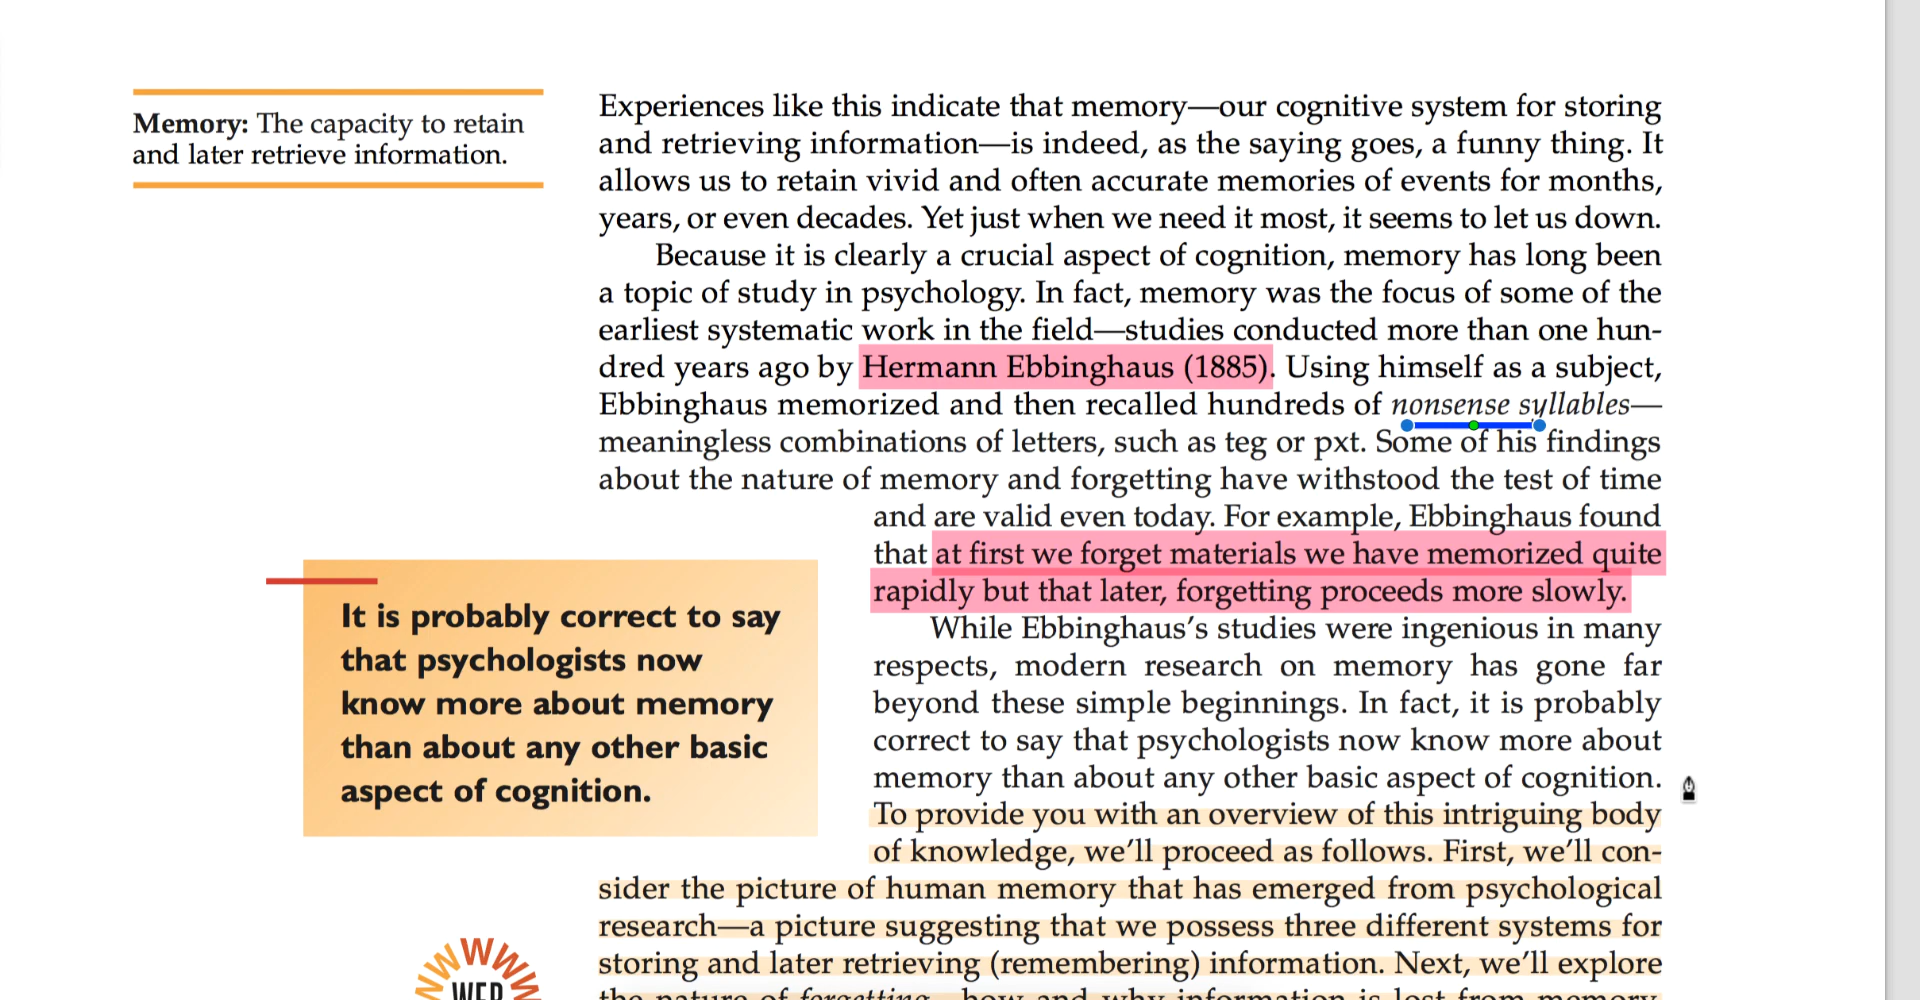 Memory: The capacity to retain
and later retrieve information.
Experiences like this indicate that memory—our cognitive system for storing
and retrieving information—is indeed, as the saying goes, a funny thing. It
allows us to retain vivid and often accurate memories of events for months,
years, or even decades. Yet just when we need it most, it seems to let us down.
Because it is clearly a crucial aspect of cognition, memory has long been
a topic of study in psychology. In fact, memory was the focus of some of the
earliest systematic work in the field—studies conducted more than one hun-
dred years ago by Hermann Ebbinghaus (1885). Using himself as a subject,
Ebbinghaus memorized and then recalled hundreds of nonsense syllables—
meaningless combinations of letters, such as teg or pxt. Some of his findings
about the nature of memory and forgetting have withstood the test of time
and are valid even today. For example, Ebbinghaus found
that at first we forget materials we have memorized quite
rapidly but that later, forgetting proceeds more slowly.
It is probably correct to say
that psychologists now
know more about memory
than about any other basic
aspect of cognition.
While Ebbinghaus's studies were ingenious in many
respects, modern research on memory has gone far
beyond these simple beginnings. In fact, it is probably
correct to say that psychologists now know more about
memory than about any other basic aspect of cognition.
To provide you with an overview of this intriguing body
of knowledge, we'll proceed as follows. First, we'll con-
sider the picture of human memory that has emerged from psychological
research—a picture suggesting that we possess three different systems for
storing and later retrieving (remembering) information. Next, we'll explore
the nature of forgetting—how and why information is lost from memory.
WWWWW
WEB